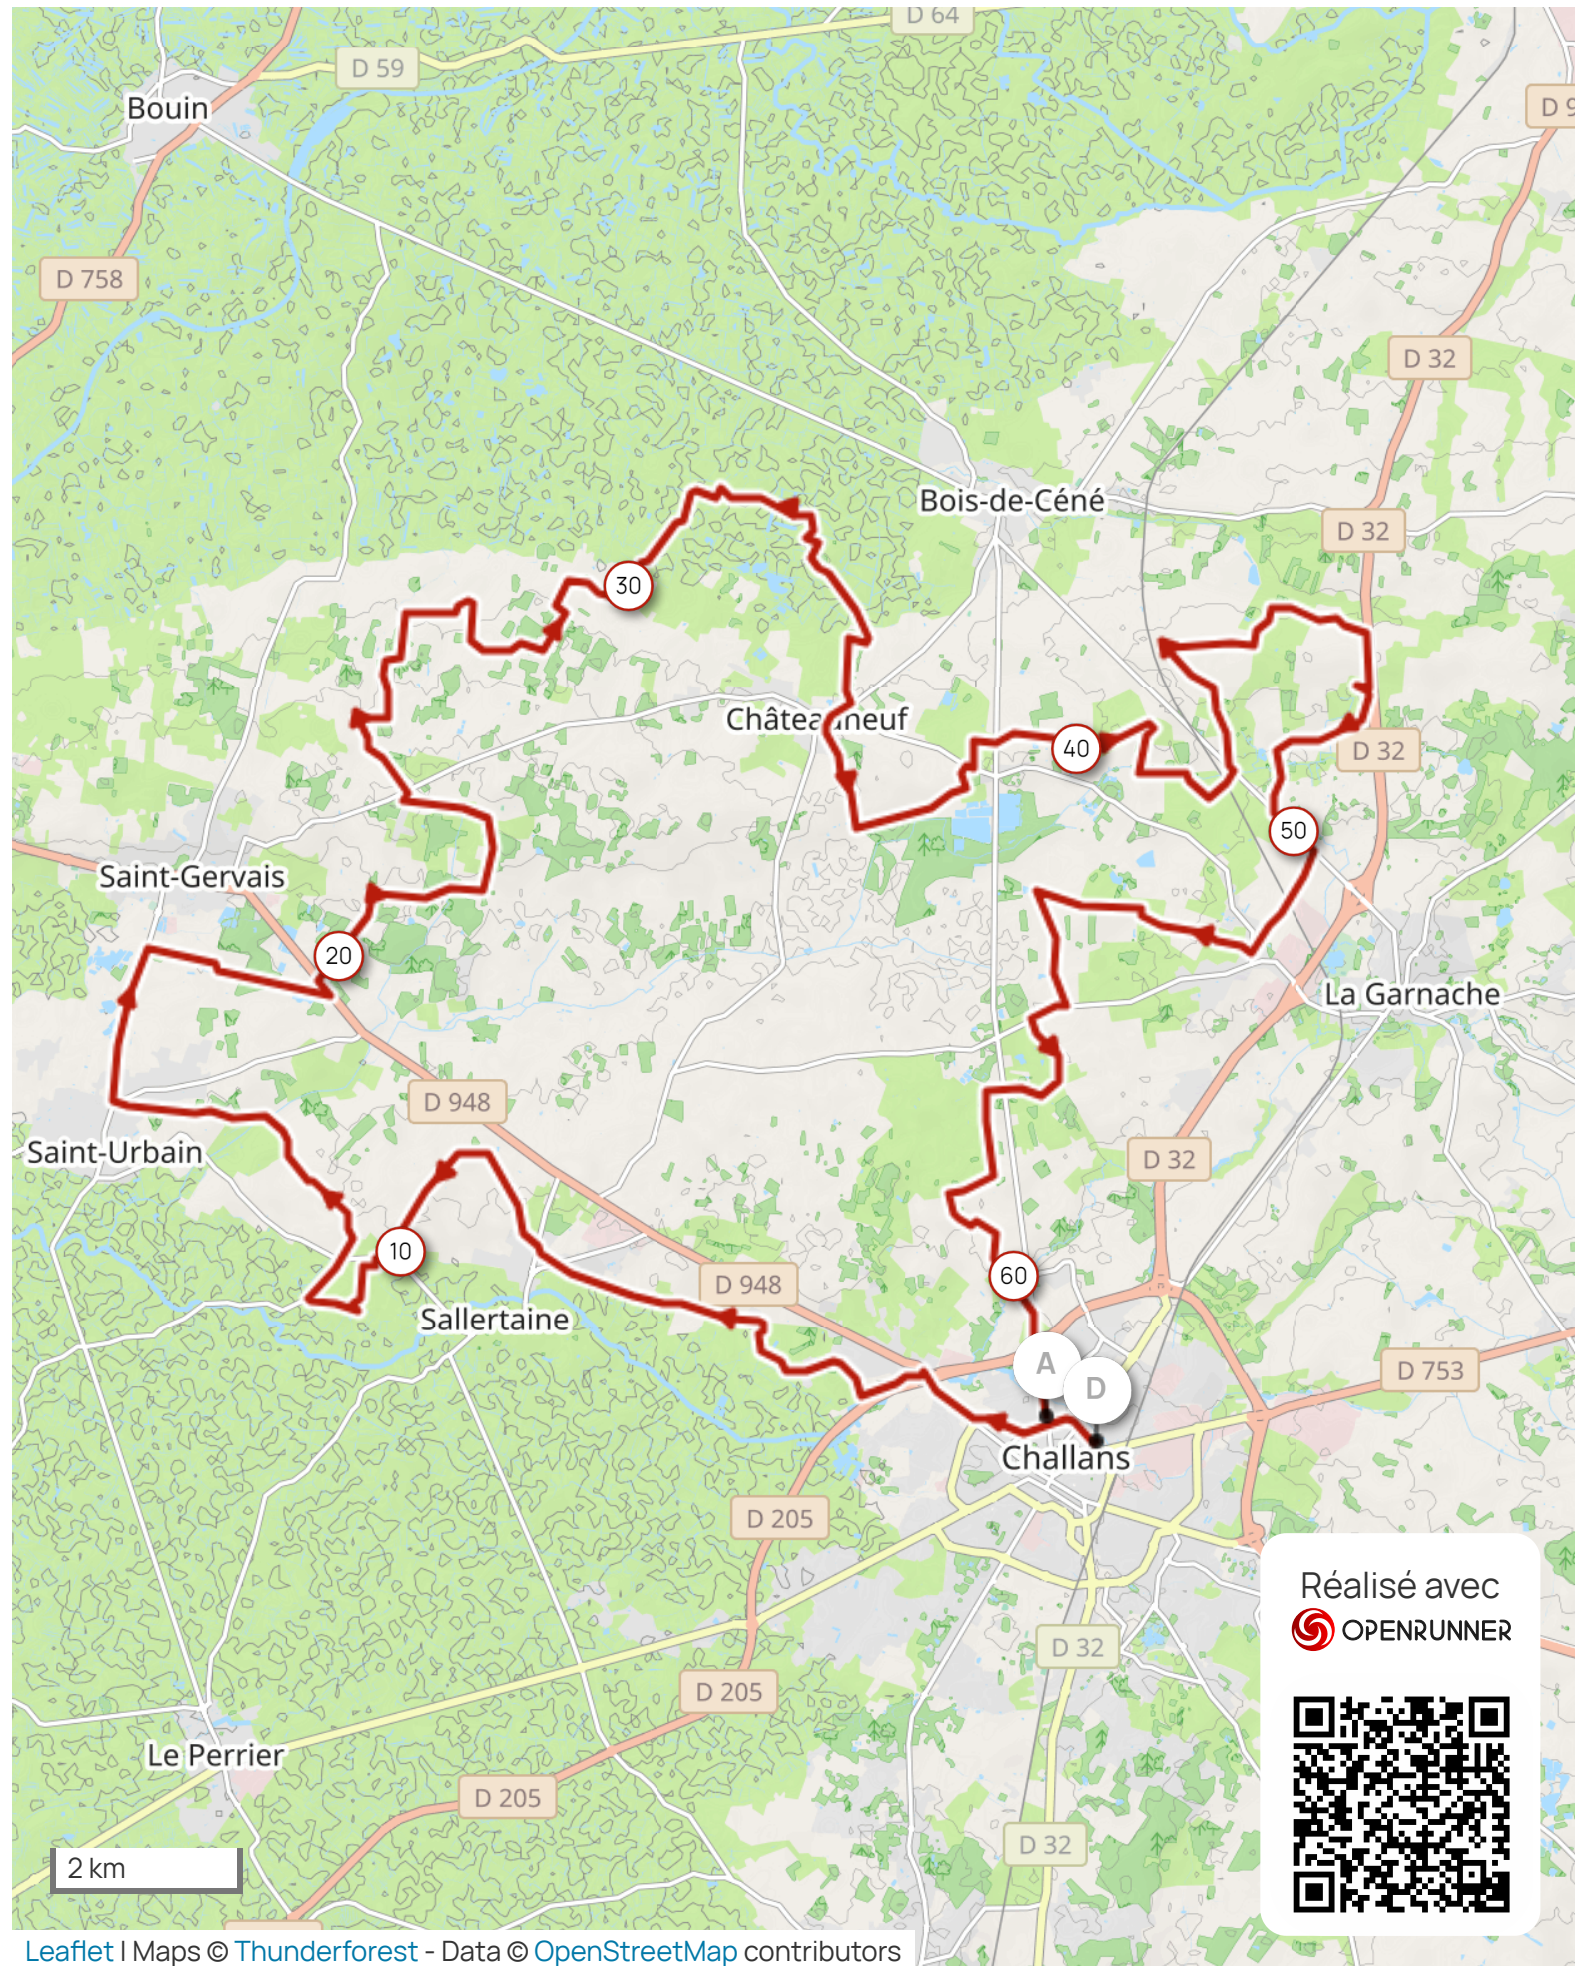 D 64
D 59
Bouin
D 9
D 758
D 32
Bois-de-Céné
D 32
30
Château
neuf
40
D 32
50
Saint-Gervais
20
La Garnache
D 948
Saint-Urbain
D 32
10
60
D 948
Sallertaine
A
D
D 753
Challans
D 205
Réalisé avec
OPENRUNNER
D 32
D 205
Le Perrier
D 205
D 32
2 km
Leaflet | Maps © Thunderforest - Data © OpenStreetMap contributors